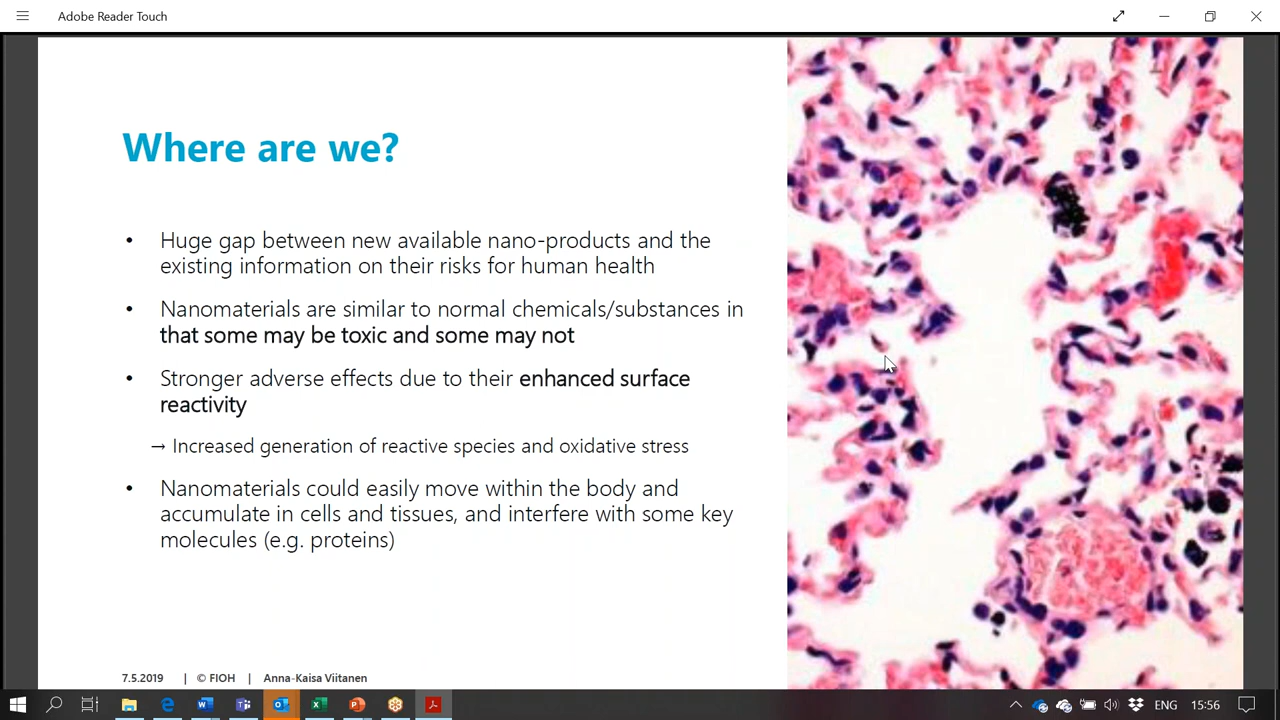 Adobe Reader Touch
Where are we?
• Huge gap between new available nano-products and the
existing information on their risks for human health
• Nanomaterials are similar to normal chemicals/substances in
that some may be toxic and some may not
• Stronger adverse effects due to their enhanced surface
reactivity
→ Increased generation of reactive species and oxidative stress
• Nanomaterials could easily move within the body and
accumulate in cells and tissues, and interfere with some key
molecules (e.g. proteins)
7.5.2019 | © FIOH | Anna-Kaisa Viitanen
ENG 15:56